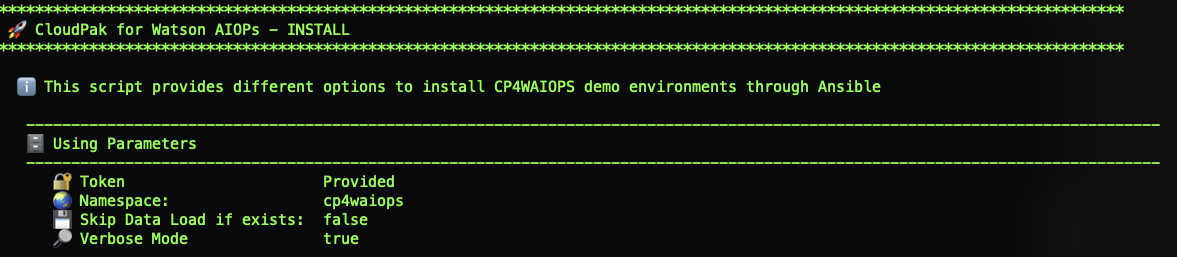 *****************************************************************************************************************************
🚀 CloudPak for Watson AIOPs - INSTALL
*****************************************************************************************************************************
ℹ️ This script provides different options to install CP4WAIOPS demo environments through Ansible
------------------------------------------------------------------------------------------------------------------------------
🗄️ Using Parameters
------------------------------------------------------------------------------------------------------------------------------
🔐 Token Provided
🌏 Namespace: cp4waiops
💾 Skip Data Load if exists: false
🔎 Verbose Mode true